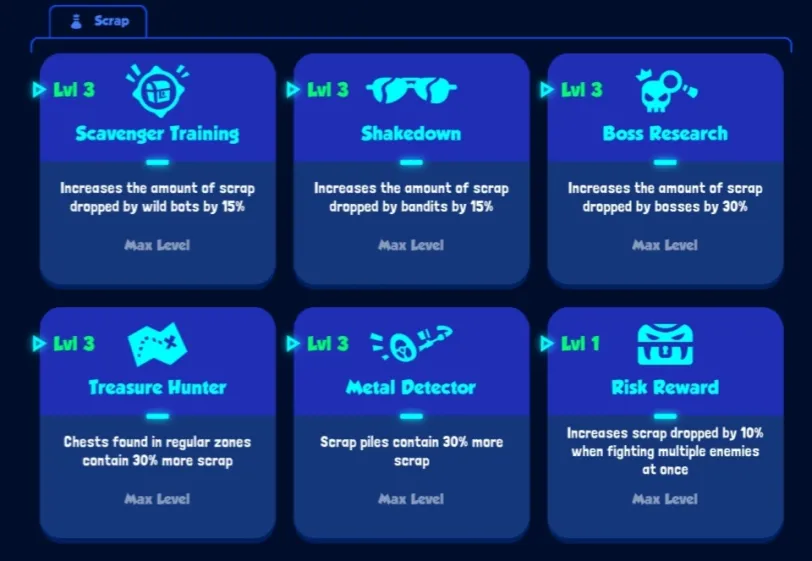 Scrap
Lvl 3
Scavenger Training
Increases the amount of scrap
dropped by wild bots by 15%
Max Level
Lvl 3
Shakedown
Increases the amount of scrap
dropped by bandits by 15%
Max Level
Lvl 3
Boss Research
Increases the amount of scrap
dropped by bosses by 30%
Max Level
Lvl 3
Treasure Hunter
Chests found in regular zones
contain 30% more scrap
Max Level
Lvl 3
Metal Detector
Scrap piles contain 30% more
scrap
Max Level
Lvl 1
Risk Reward
Increases scrap dropped by 10%
when fighting multiple enemies
at once
Max Level